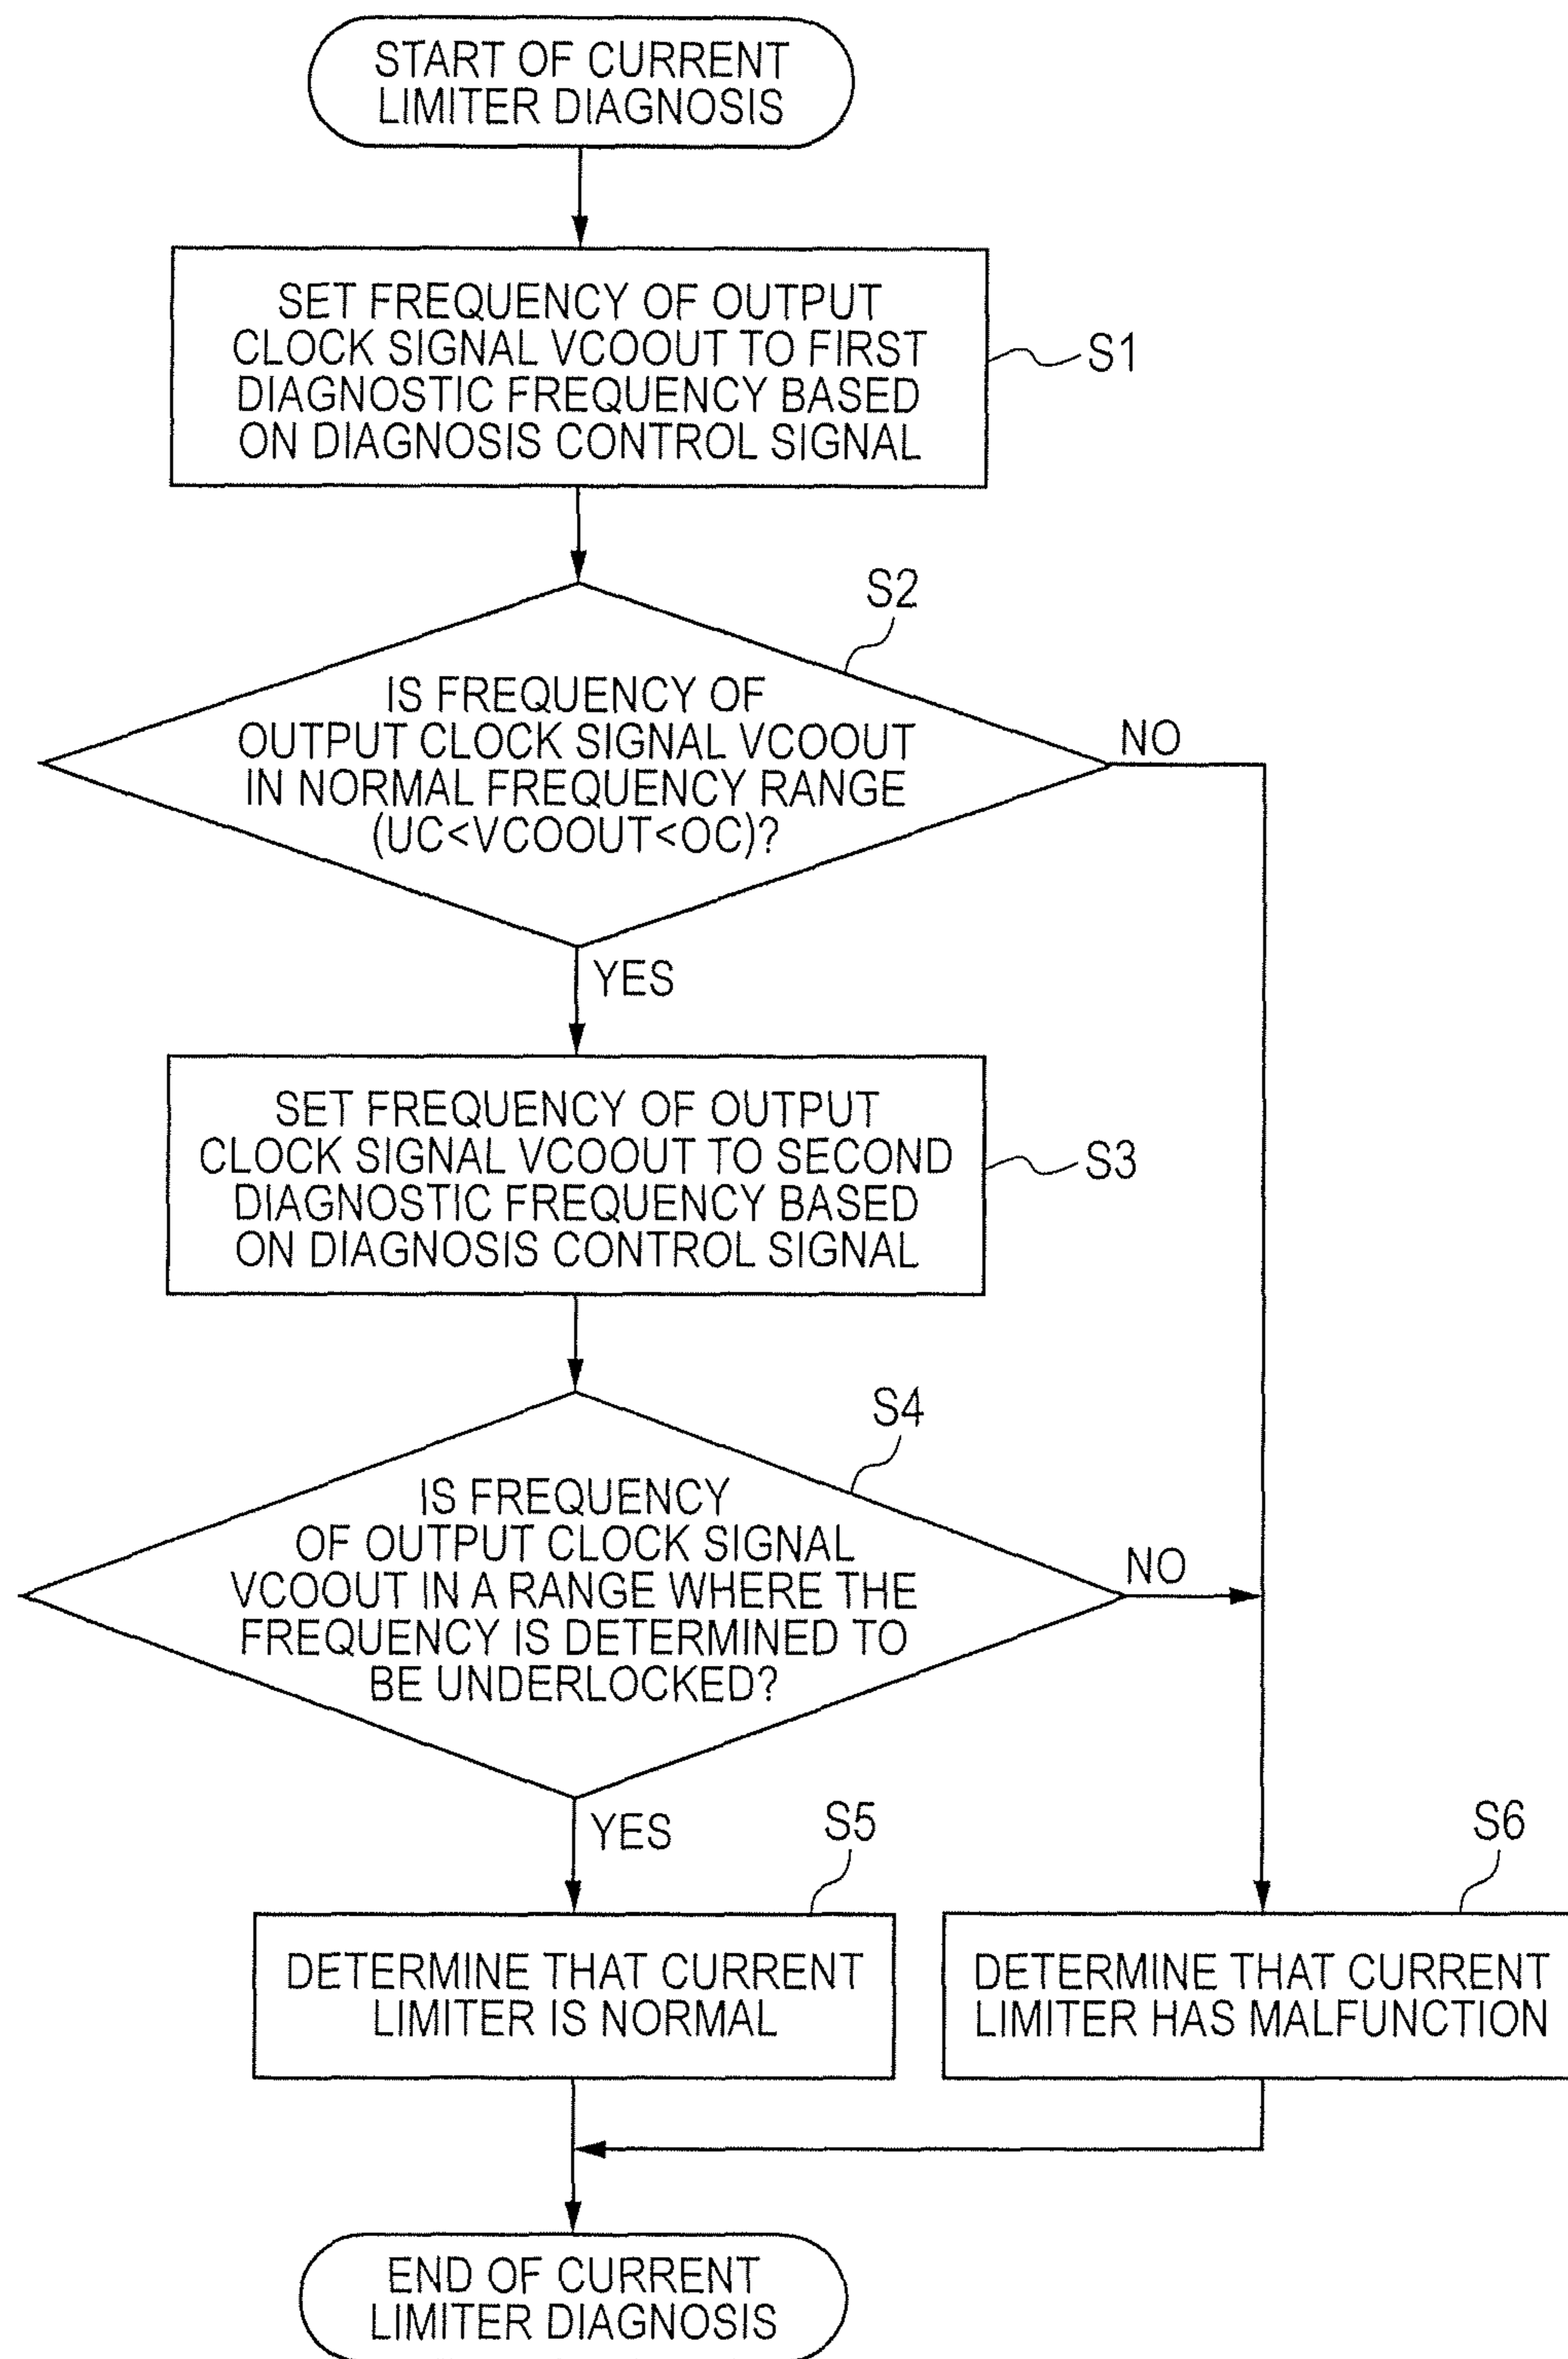 START OF CURRENT
LIMITER DIAGNOSIS
SET FREQUENCY OF OUTPUT
CLOCK SIGNAL VCOOUT TO FIRST
DIAGNOSTIC FREQUENCY BASED
ON DIAGNOSIS CONTROL SIGNAL
S1
S2
IS FREQUENCY OF
OUTPUT CLOCK SIGNAL VCOOUT
IN NORMAL FREQUENCY RANGE
(UC<VCOOUT<OC)?
NO
YES
SET FREQUENCY OF OUTPUT
CLOCK SIGNAL VCOOUT TO SECOND
DIAGNOSTIC FREQUENCY BASED
ON DIAGNOSIS CONTROL SIGNAL
S3
S4
IS FREQUENCY
OF OUTPUT CLOCK SIGNAL
VCOOUT IN A RANGE WHERE THE
FREQUENCY IS DETERMINED TO
BE UNDERLOCKED?
NO
YES
S5
DETERMINE THAT CURRENT
LIMITER IS NORMAL
S6
DETERMINE THAT CURRENT
LIMITER HAS MALFUNCTION
END OF CURRENT
LIMITER DIAGNOSIS